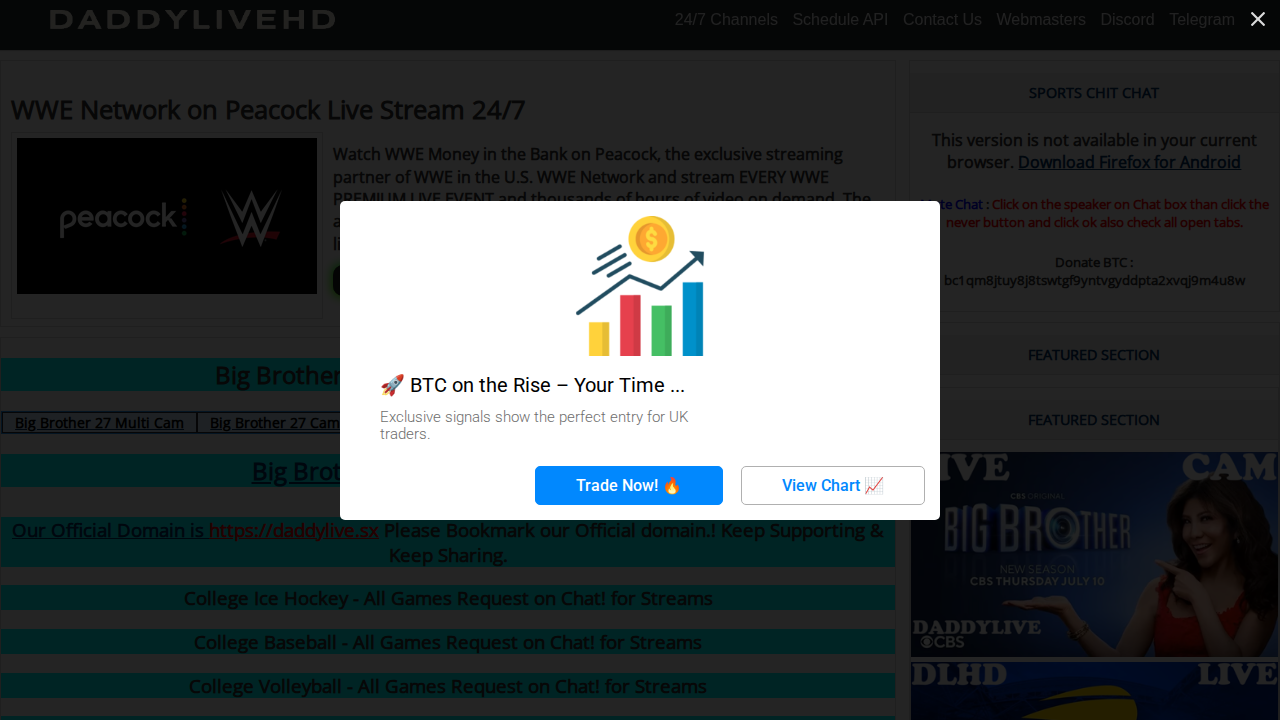 DADDYLIVEHD
24/7 Channels Schedule API Contact Us Webmasters Discord Telegram
WWE Network on Peacock Live Stream 24/7
peacock W
Watch WWE Money in the Bank on Peacock, the exclusive streaming
partner of WWE in the U.S. WWE Network and stream EVERY WWE
PREMIUM LIVE EVENT and thousands of hours of video on demand. The
SPORTS CHIT CHAT
This version is not available in your current
browser. Download Firefox for Android
Chat : Click on the speaker on Chat box than click the
never button and click ok also check all open tabs.
Donate BTC :
bc1qm8jtuy8j8tswtgf9yntvgyddpta2xvqj9m4u8w
FEATURED SECTION
FEATURED SECTION
🚀 BTC on the Rise – Your Time ...
Exclusive signals show the perfect entry for UK
traders.
Trade Now! 🔥 View Chart 📈
Big Brother
Big Brother 27 Multi Cam Big Brother 27 Cam
Big
Our Official Domain is https://daddylive.sx Please Bookmark our Official domain.! Keep Supporting &
Keep Sharing.
College Ice Hockey - All Games Request on Chat! for Streams
College Baseball - All Games Request on Chat! for Streams
College Volleyball - All Games Request on Chat! for Streams
LIVE CAM
CBS ORIGINAL
BIG BROTHER
NEW SEASON
CBS THURSDAY JULY 10
DADDYLIVE
CBS
DLHD LIVE